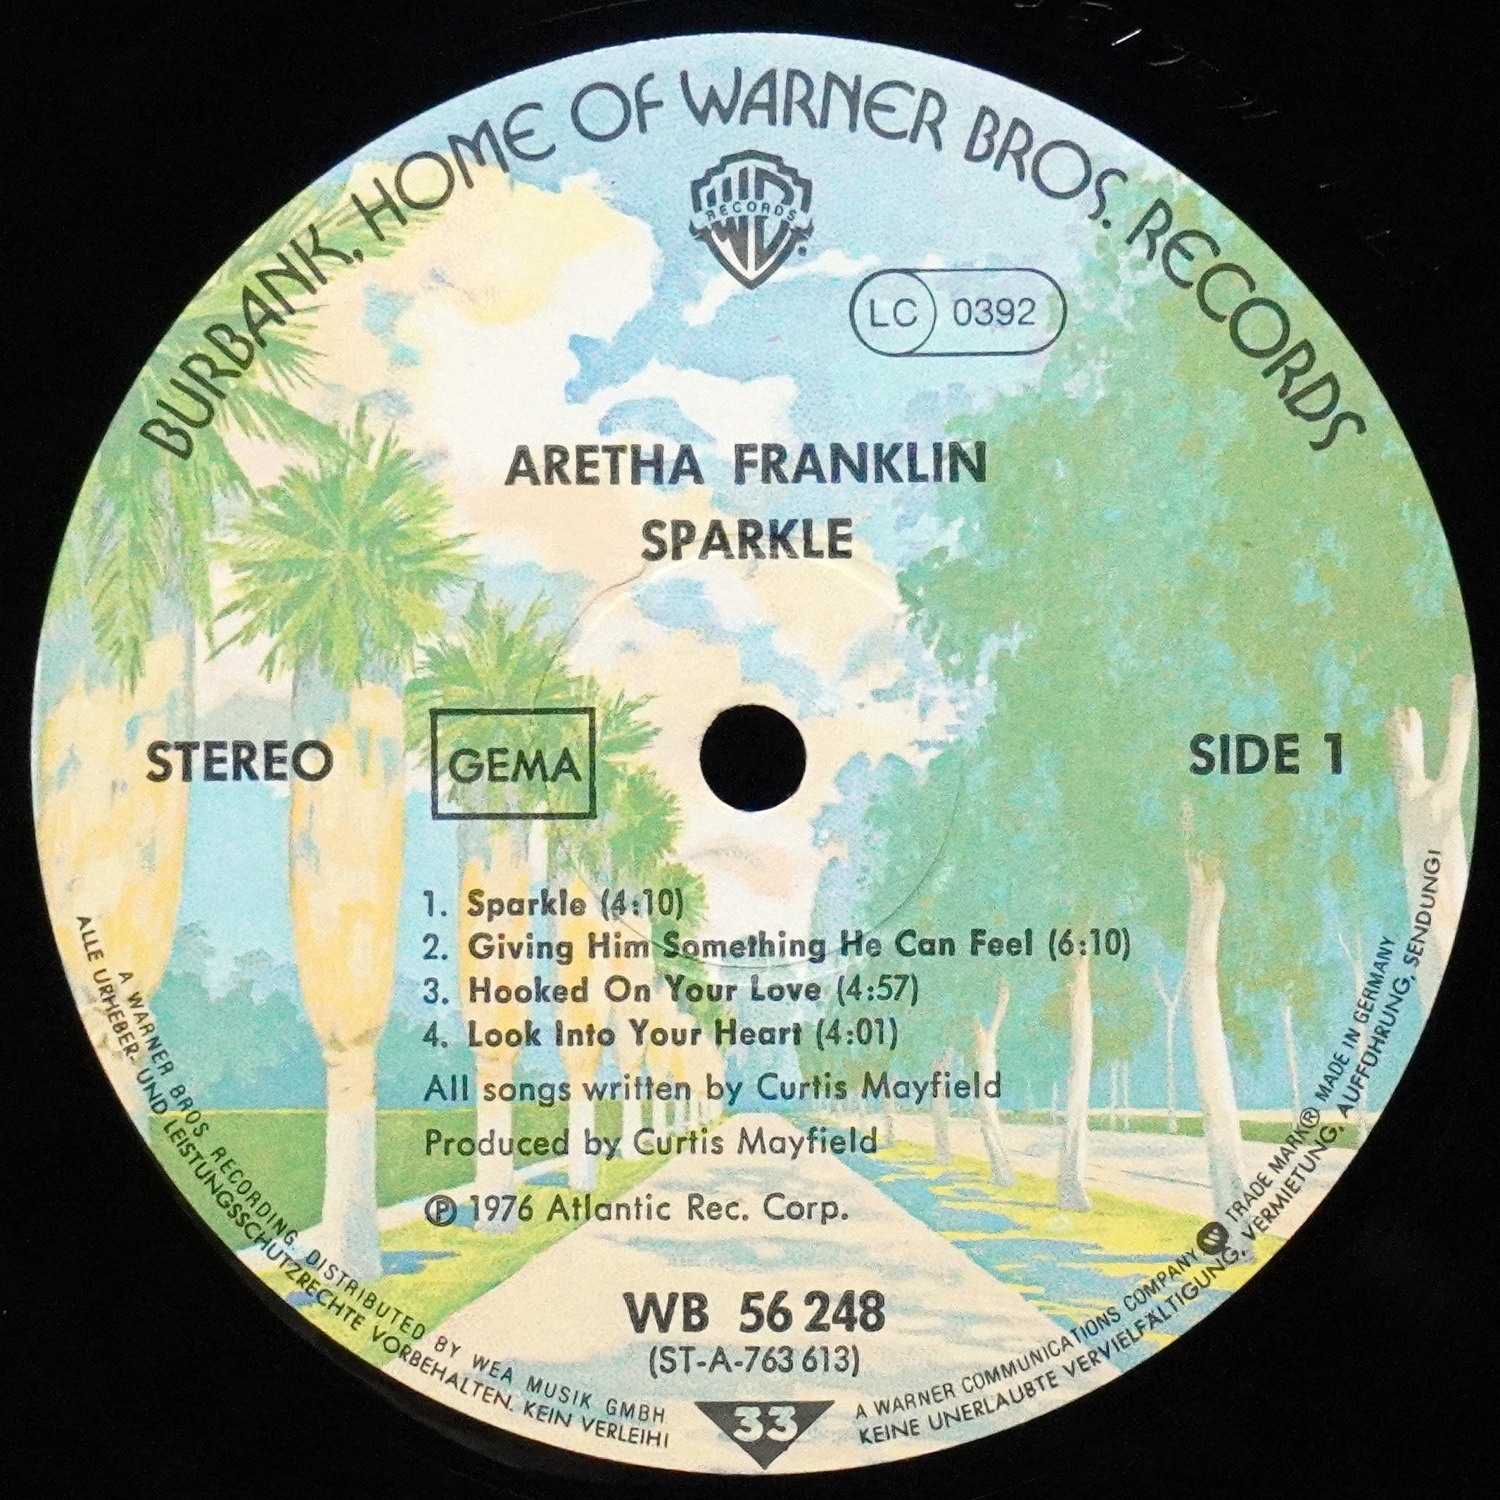 BURBANK, HOME OF WARNER BROS. RECORDS
RECORDS
LC 0392
ARETHA FRANKLIN
SPARKLE
STEREO
GEMA
SIDE 1
1. Sparkle (4:10)
2. Giving Him Something He Can Feel (6:10)
3. Hooked On Your Love (4:57)
4. Look Into Your Heart (4:01)
All songs written by Curtis Mayfield
Produced by Curtis Mayfield
℗ 1976 Atlantic Rec. Corp.
WB 56 248
(ST-A-763 613)
33
A WARNER BROS RECORDING. DISTRIBUTED BY WEA MUSIK GMBH
A WARNER COMMUNICATIONS COMPANY. TRADE MARK® MADE IN GERMANY
ALLE URHEBER- UND LEISTUNGSSCHUTZRECHTE VORBEHALTEN. KEIN VERLEIH!
KEINE UNERLAUBTE VERVIELFÄLTIGUNG, VERMIETUNG, AUFFÜHRUNG, SENDUNG!